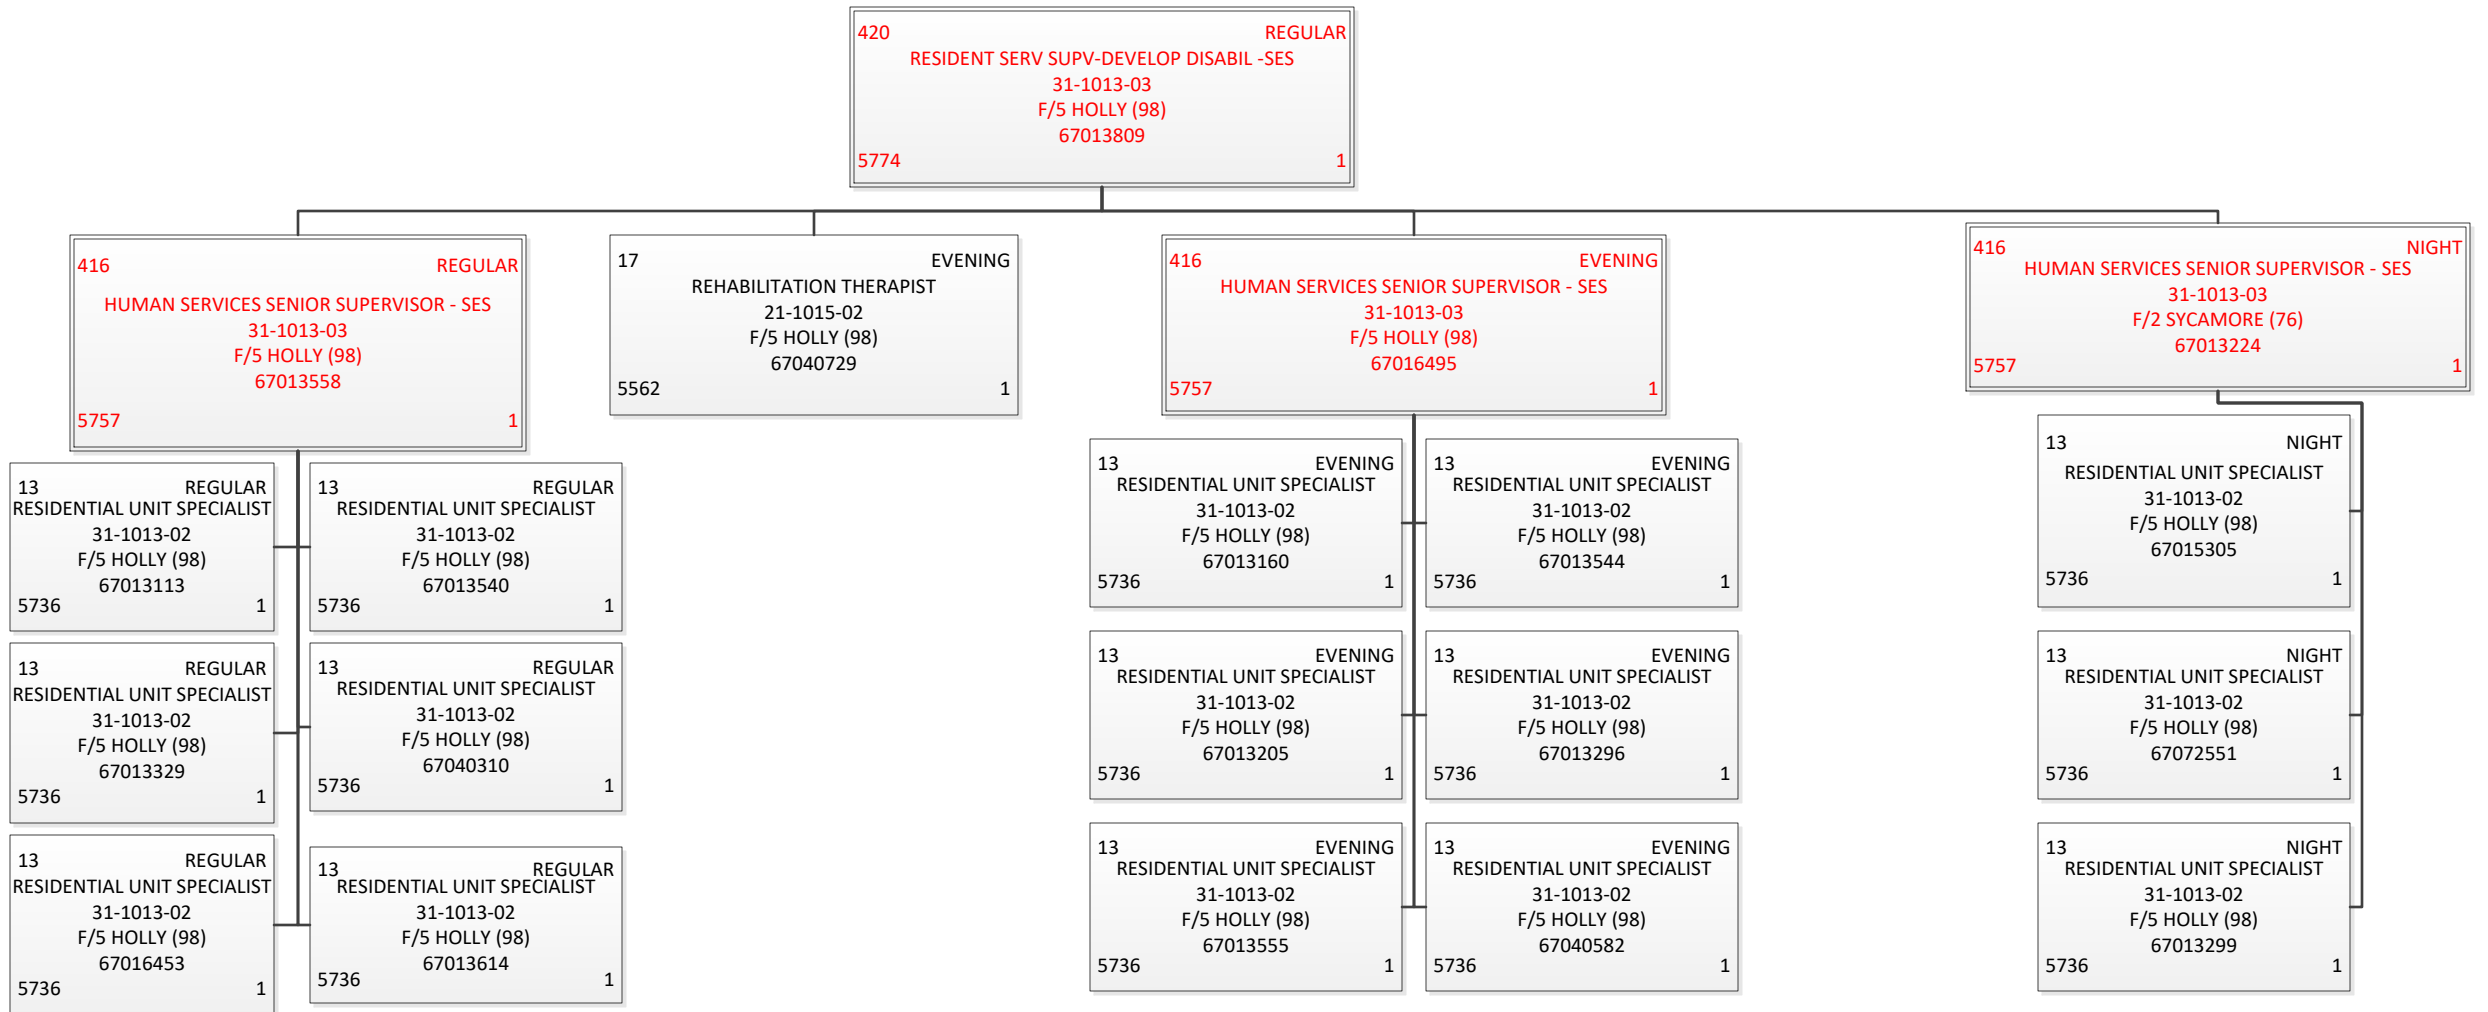 420 REGULAR
RESIDENT SERV SUPV-DEVELOP DISABIL -SES
31-1013-03
F/5 HOLLY (98)
67013809
5774 1
416 REGULAR
HUMAN SERVICES SENIOR SUPERVISOR - SES
31-1013-03
F/5 HOLLY (98)
67013558
5757 1
17 EVENING
REHABILITATION THERAPIST
21-1015-02
F/5 HOLLY (98)
67040729
5562 1
416 EVENING
HUMAN SERVICES SENIOR SUPERVISOR - SES
31-1013-03
F/5 HOLLY (98)
67016495
5757 1
416 NIGHT
HUMAN SERVICES SENIOR SUPERVISOR - SES
31-1013-03
F/2 SYCAMORE (76)
67013224
5757 1
13 REGULAR
RESIDENTIAL UNIT SPECIALIST
31-1013-02
F/5 HOLLY (98)
67013113
5736 1
13 REGULAR
RESIDENTIAL UNIT SPECIALIST
31-1013-02
F/5 HOLLY (98)
67013540
5736 1
13 REGULAR
RESIDENTIAL UNIT SPECIALIST
31-1013-02
F/5 HOLLY (98)
67013329
5736 1
13 REGULAR
RESIDENTIAL UNIT SPECIALIST
31-1013-02
F/5 HOLLY (98)
67040310
5736 1
13 REGULAR
RESIDENTIAL UNIT SPECIALIST
31-1013-02
F/5 HOLLY (98)
67016453
5736 1
13 REGULAR
RESIDENTIAL UNIT SPECIALIST
31-1013-02
F/5 HOLLY (98)
67013614
5736 1
13 EVENING
RESIDENTIAL UNIT SPECIALIST
31-1013-02
F/5 HOLLY (98)
67013160
5736 1
13 EVENING
RESIDENTIAL UNIT SPECIALIST
31-1013-02
F/5 HOLLY (98)
67013544
5736 1
13 EVENING
RESIDENTIAL UNIT SPECIALIST
31-1013-02
F/5 HOLLY (98)
67013205
5736 1
13 EVENING
RESIDENTIAL UNIT SPECIALIST
31-1013-02
F/5 HOLLY (98)
67013296
5736 1
13 EVENING
RESIDENTIAL UNIT SPECIALIST
31-1013-02
F/5 HOLLY (98)
67013555
5736 1
13 EVENING
RESIDENTIAL UNIT SPECIALIST
31-1013-02
F/5 HOLLY (98)
67040582
5736 1
13 NIGHT
RESIDENTIAL UNIT SPECIALIST
31-1013-02
F/5 HOLLY (98)
67015305
5736 1
13 NIGHT
RESIDENTIAL UNIT SPECIALIST
31-1013-02
F/5 HOLLY (98)
67072551
5736 1
13 NIGHT
RESIDENTIAL UNIT SPECIALIST
31-1013-02
F/5 HOLLY (98)
67013299
5736 1